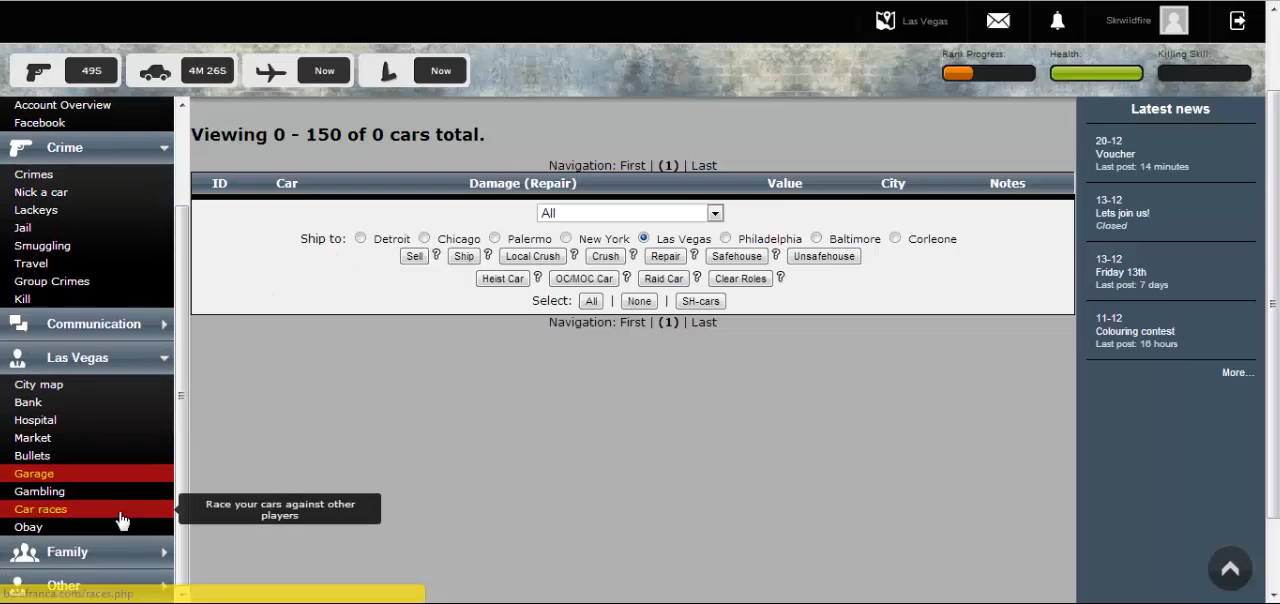 Las Vegas
Skrwildfire
49S
4M 26S
Now
Now
Rank Progress:
Health:
Killing Skill:
Account Overview
Facebook
Crime
Crimes
Nick a car
Lackeys
Jail
Smuggling
Travel
Group Crimes
Kill
Communication
Las Vegas
City map
Bank
Hospital
Market
Bullets
Garage
Gambling
Car races
Obay
Family
Other
Race your cars against other
players
Viewing 0 - 150 of 0 cars total.
Navigation: First | (1) | Last
ID Car Damage (Repair) Value City Notes
All
Ship to: Detroit Chicago Palermo New York Las Vegas Philadelphia Baltimore Corleone
Sell ? Ship ? Local Crush ? Crush ? Repair ? Safehouse ? Unsafehouse
Heist Car ? OC/MOC Car ? Raid Car ? Clear Roles ?
Select: All | None | SH-cars
Navigation: First | (1) | Last
Latest news
20-12
Voucher
Last post: 14 minutes
13-12
Lets join us!
Closed
13-12
Friday 13th
Last post: 7 days
11-12
Colouring contest
Last post: 16 hours
More...